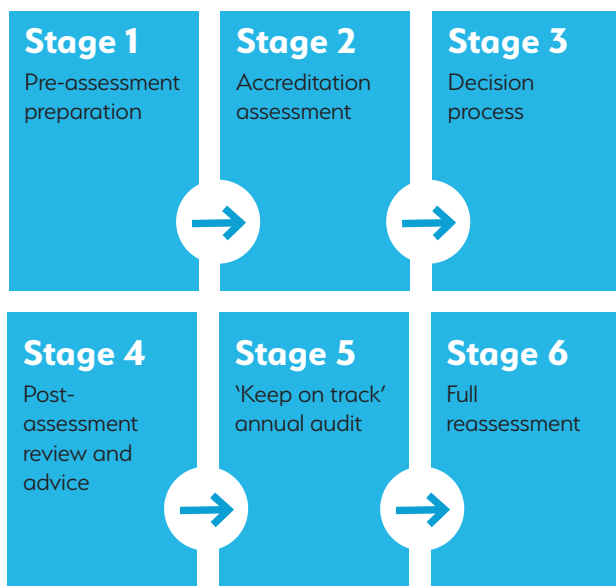 Stage 1
Pre-assessment
preparation
Stage 2
Accreditation
assessment
Stage 3
Decision
process
Stage 4
Post-
assessment
review and
advice
Stage 5
‘Keep on track’
annual audit
Stage 6
Full
reassessment